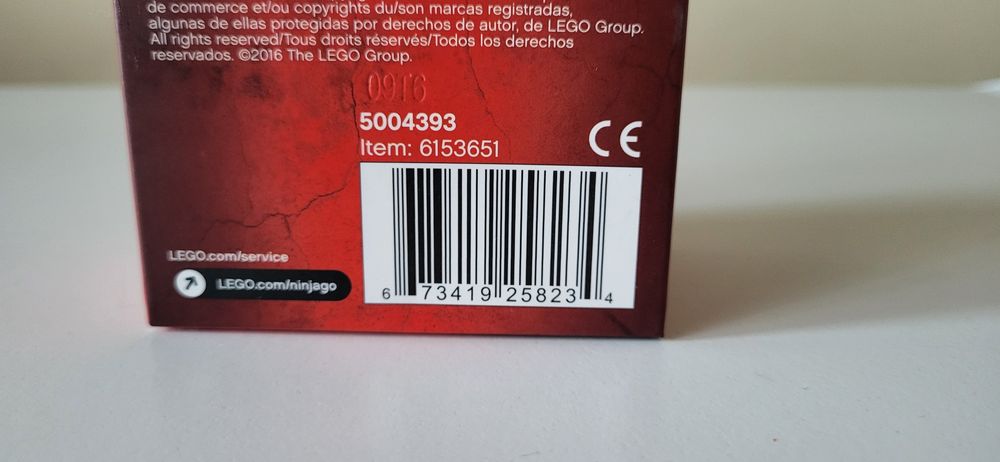 de commerce et/ou copyrights du/son marcas registradas,
algunas de ellas protegidas por derechos de autor, de LEGO Group.
All rights reserved/Tous droits réservés/Todos los derechos
reservados. ©2016 The LEGO Group.
0916
5004393
Item: 6153651
CE
LEGO.com/service
LEGO.com/ninjago
6 73419 25823 4